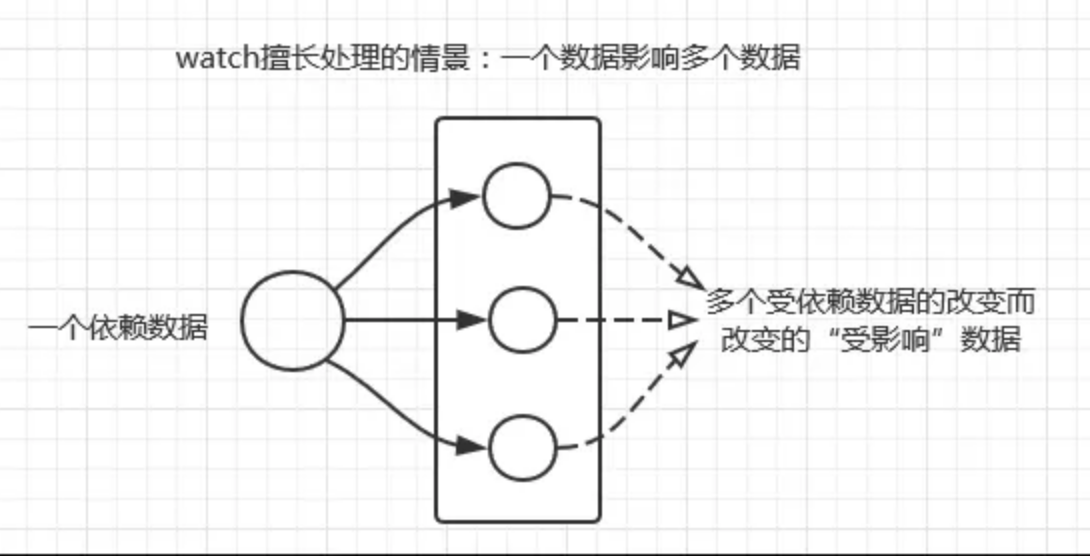 watch擅长处理的情景：一个数据影响多个数据
一个依赖数据
多个受依赖数据的改变而
改变的“受影响”数据